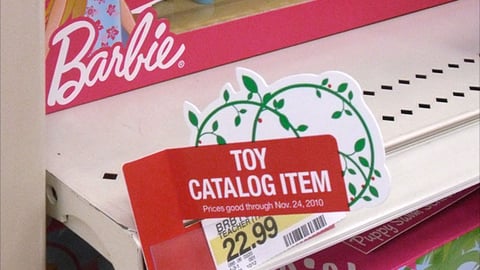 Barbie
TOY
CATALOG ITEM
Prices good through Nov. 24, 2010
22.99